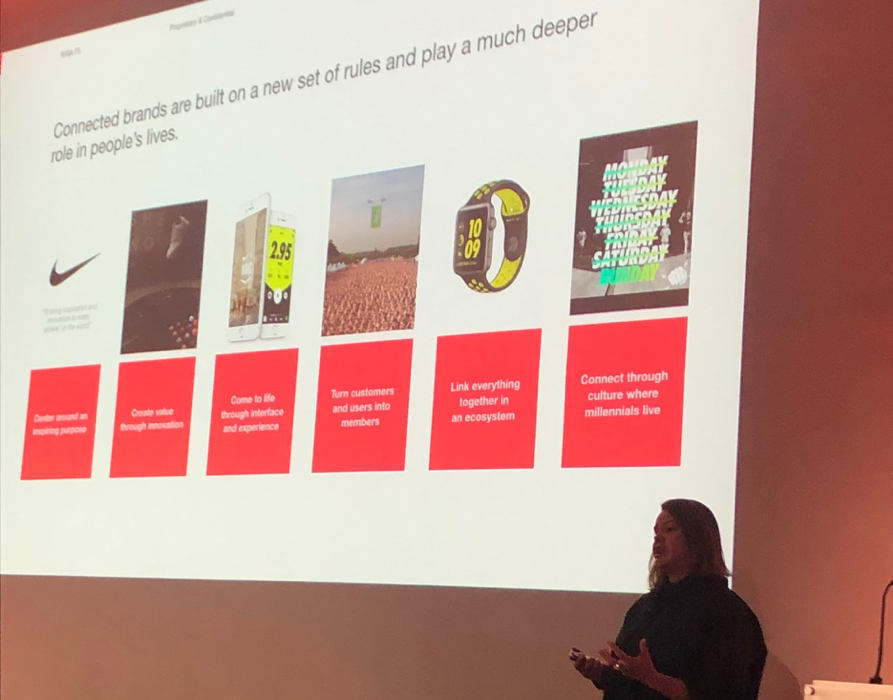 Proprietary & Confidential
Connected brands are built on a new set of rules and play a much deeper
role in people's lives.
"To bring inspiration and
innovation to every
athlete* in the world"
2.95
10
09
MONDAY
TUESDAY
WEDNESDAY
THURSDAY
FRIDAY
SATURDAY
SUNDAY
Center around an
inspiring purpose
Create value
through innovation
Come to life
through interface
and experience
Turn customers
and users into
members
Link everything
together in
an ecosystem
Connect through
culture where
millennials live